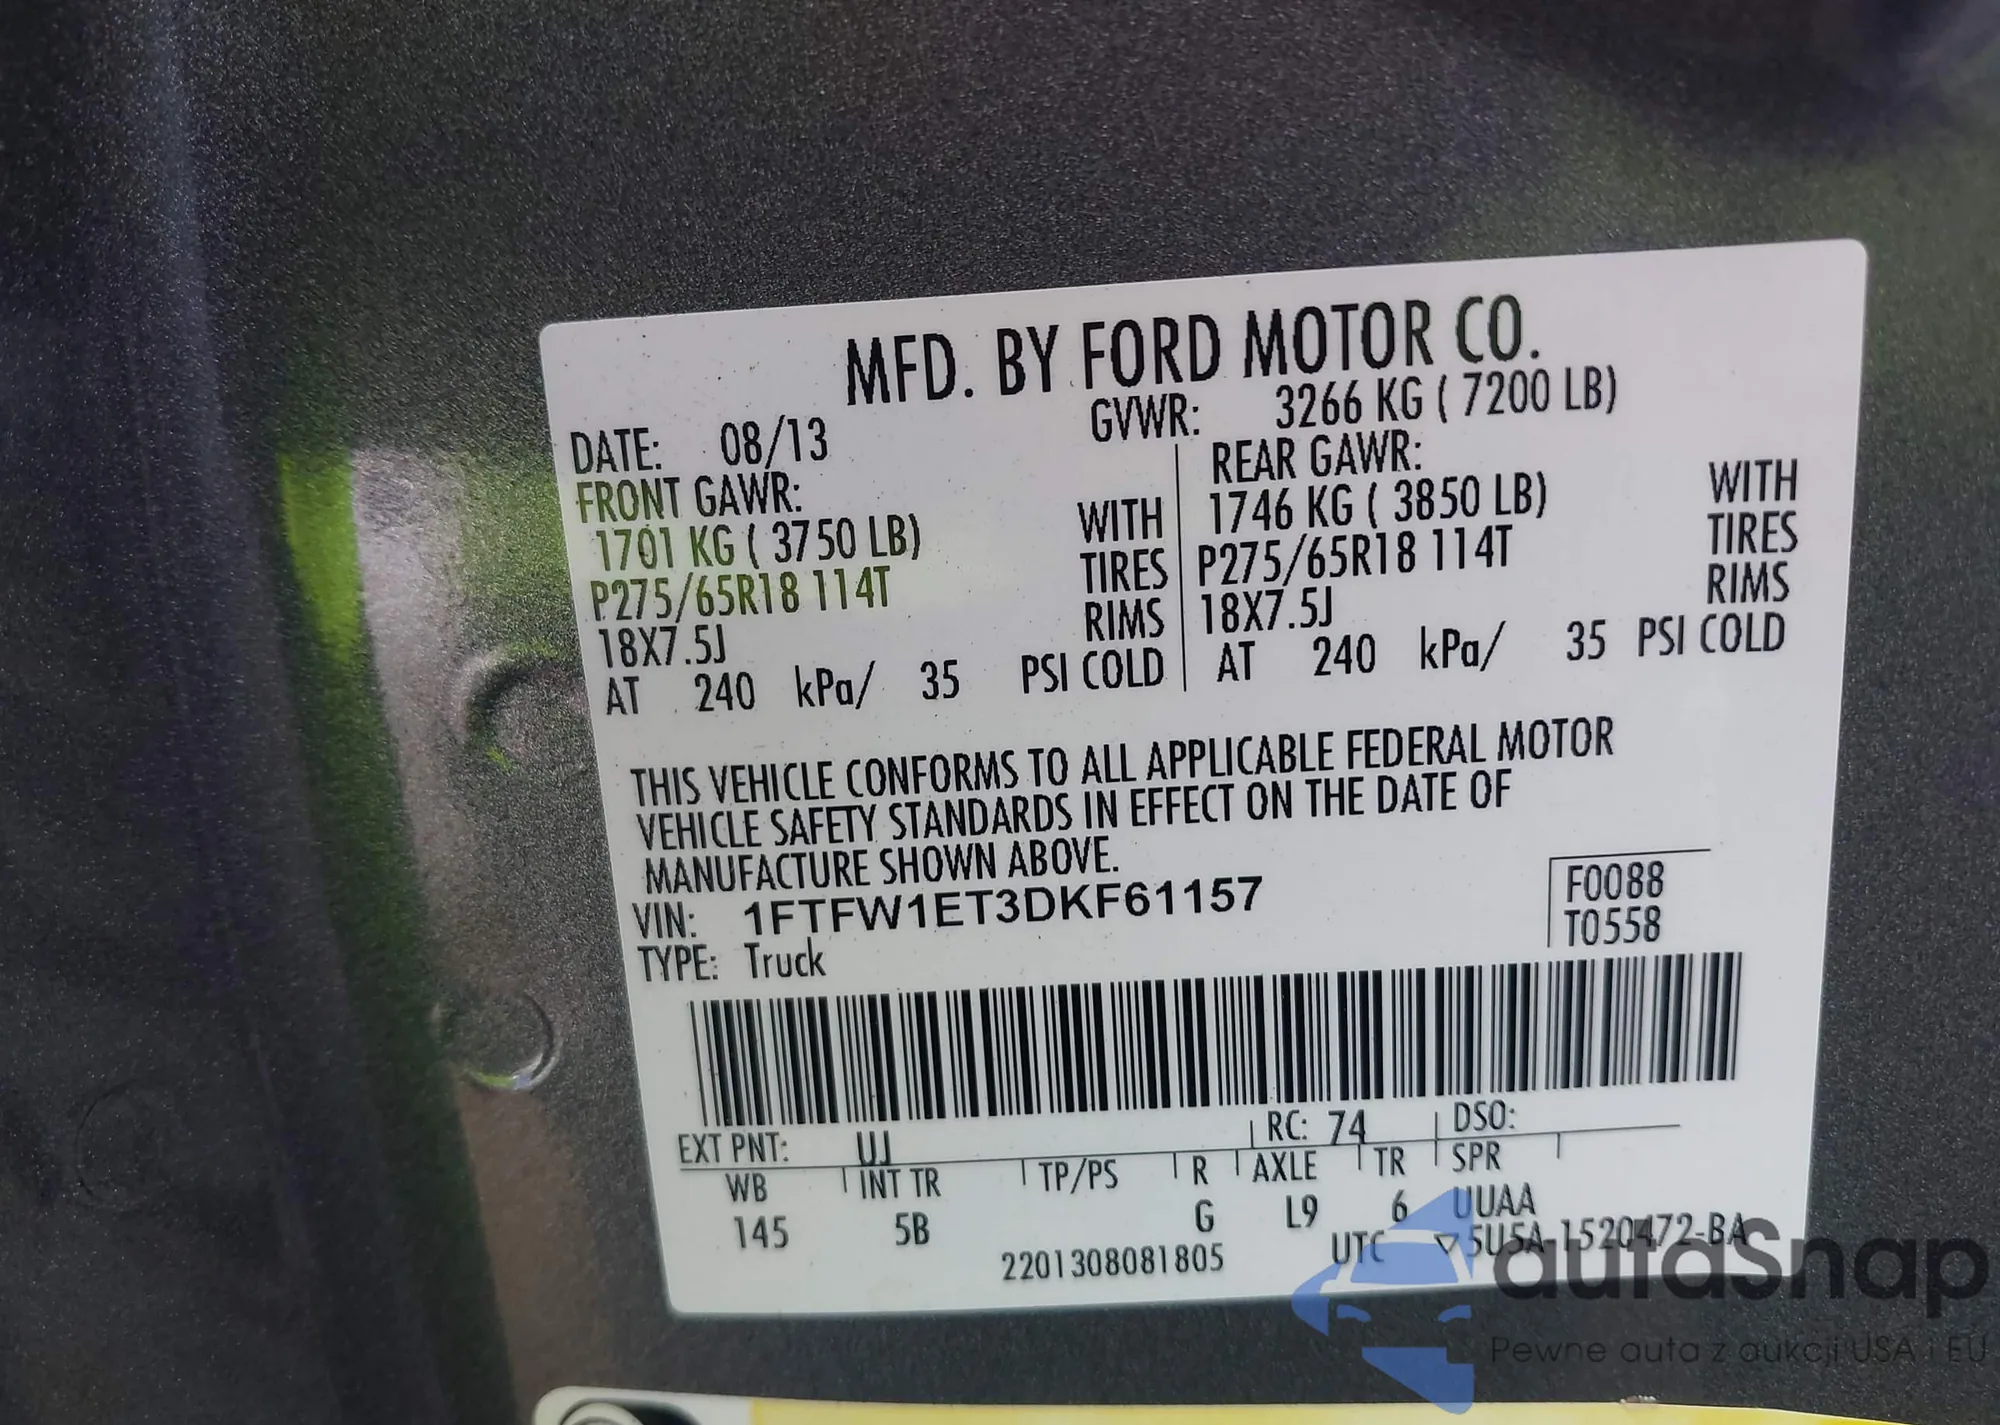 MFD. BY FORD MOTOR CO.
DATE: 08/13 GVWR: 3266 KG ( 7200 LB)
FRONT GAWR: REAR GAWR:
1701 KG ( 3750 LB) WITH 1746 KG ( 3850 LB) WITH
P275/65R18 114T TIRES P275/65R18 114T TIRES
18X7.5J RIMS 18X7.5J RIMS
AT 240 kPa/ 35 PSI COLD AT 240 kPa/ 35 PSI COLD
THIS VEHICLE CONFORMS TO ALL APPLICABLE FEDERAL MOTOR
VEHICLE SAFETY STANDARDS IN EFFECT ON THE DATE OF
MANUFACTURE SHOWN ABOVE.
VIN: 1FTFW1ET3DKF61157 F0088
TYPE: Truck T0558
EXT PNT: UJ RC: 74 DSO:
WB INT TR TP/PS R AXLE TR SPR
145 5B G L9 6 UUAA
2201308081805 UTC ▽5U5A-1520472-BA
autaSnap
Pewne auta z aukcji USA i EU